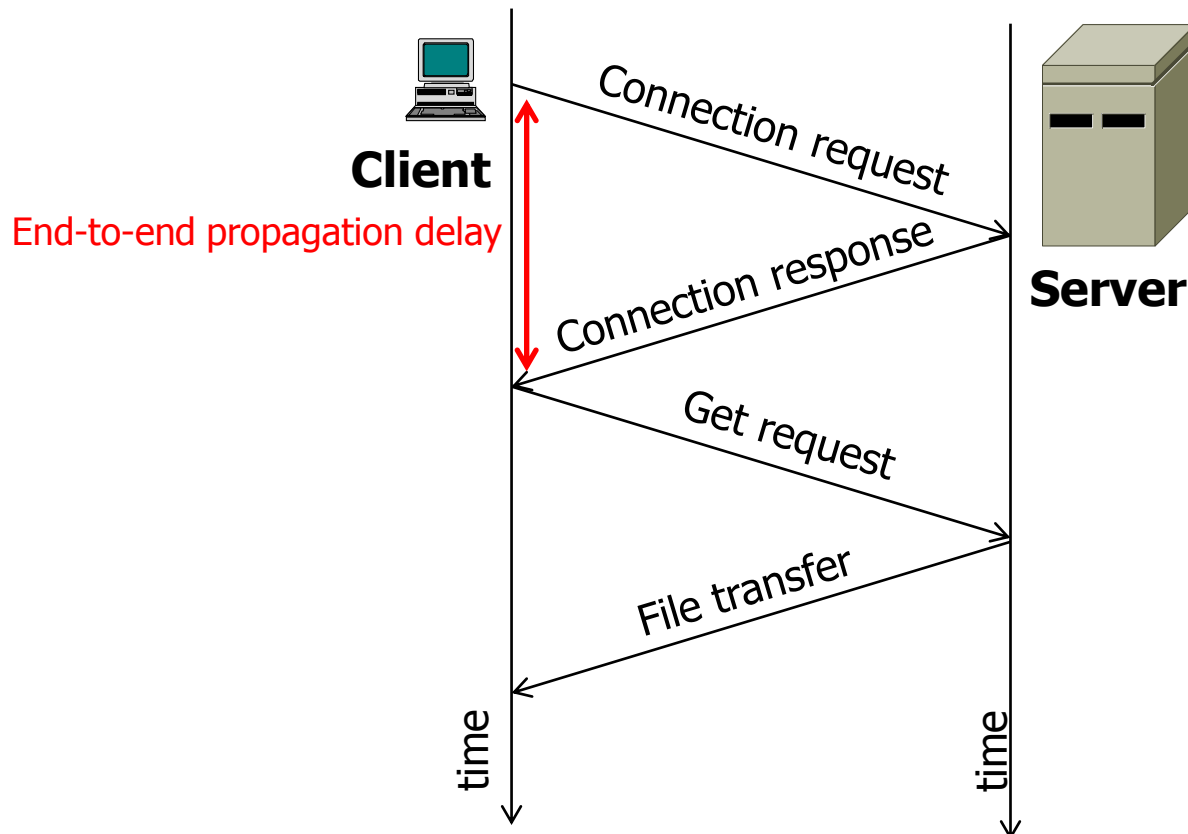 Connection request
Client
End-to-end propagation delay
Connection response
Server
Get request
File transfer
time
time